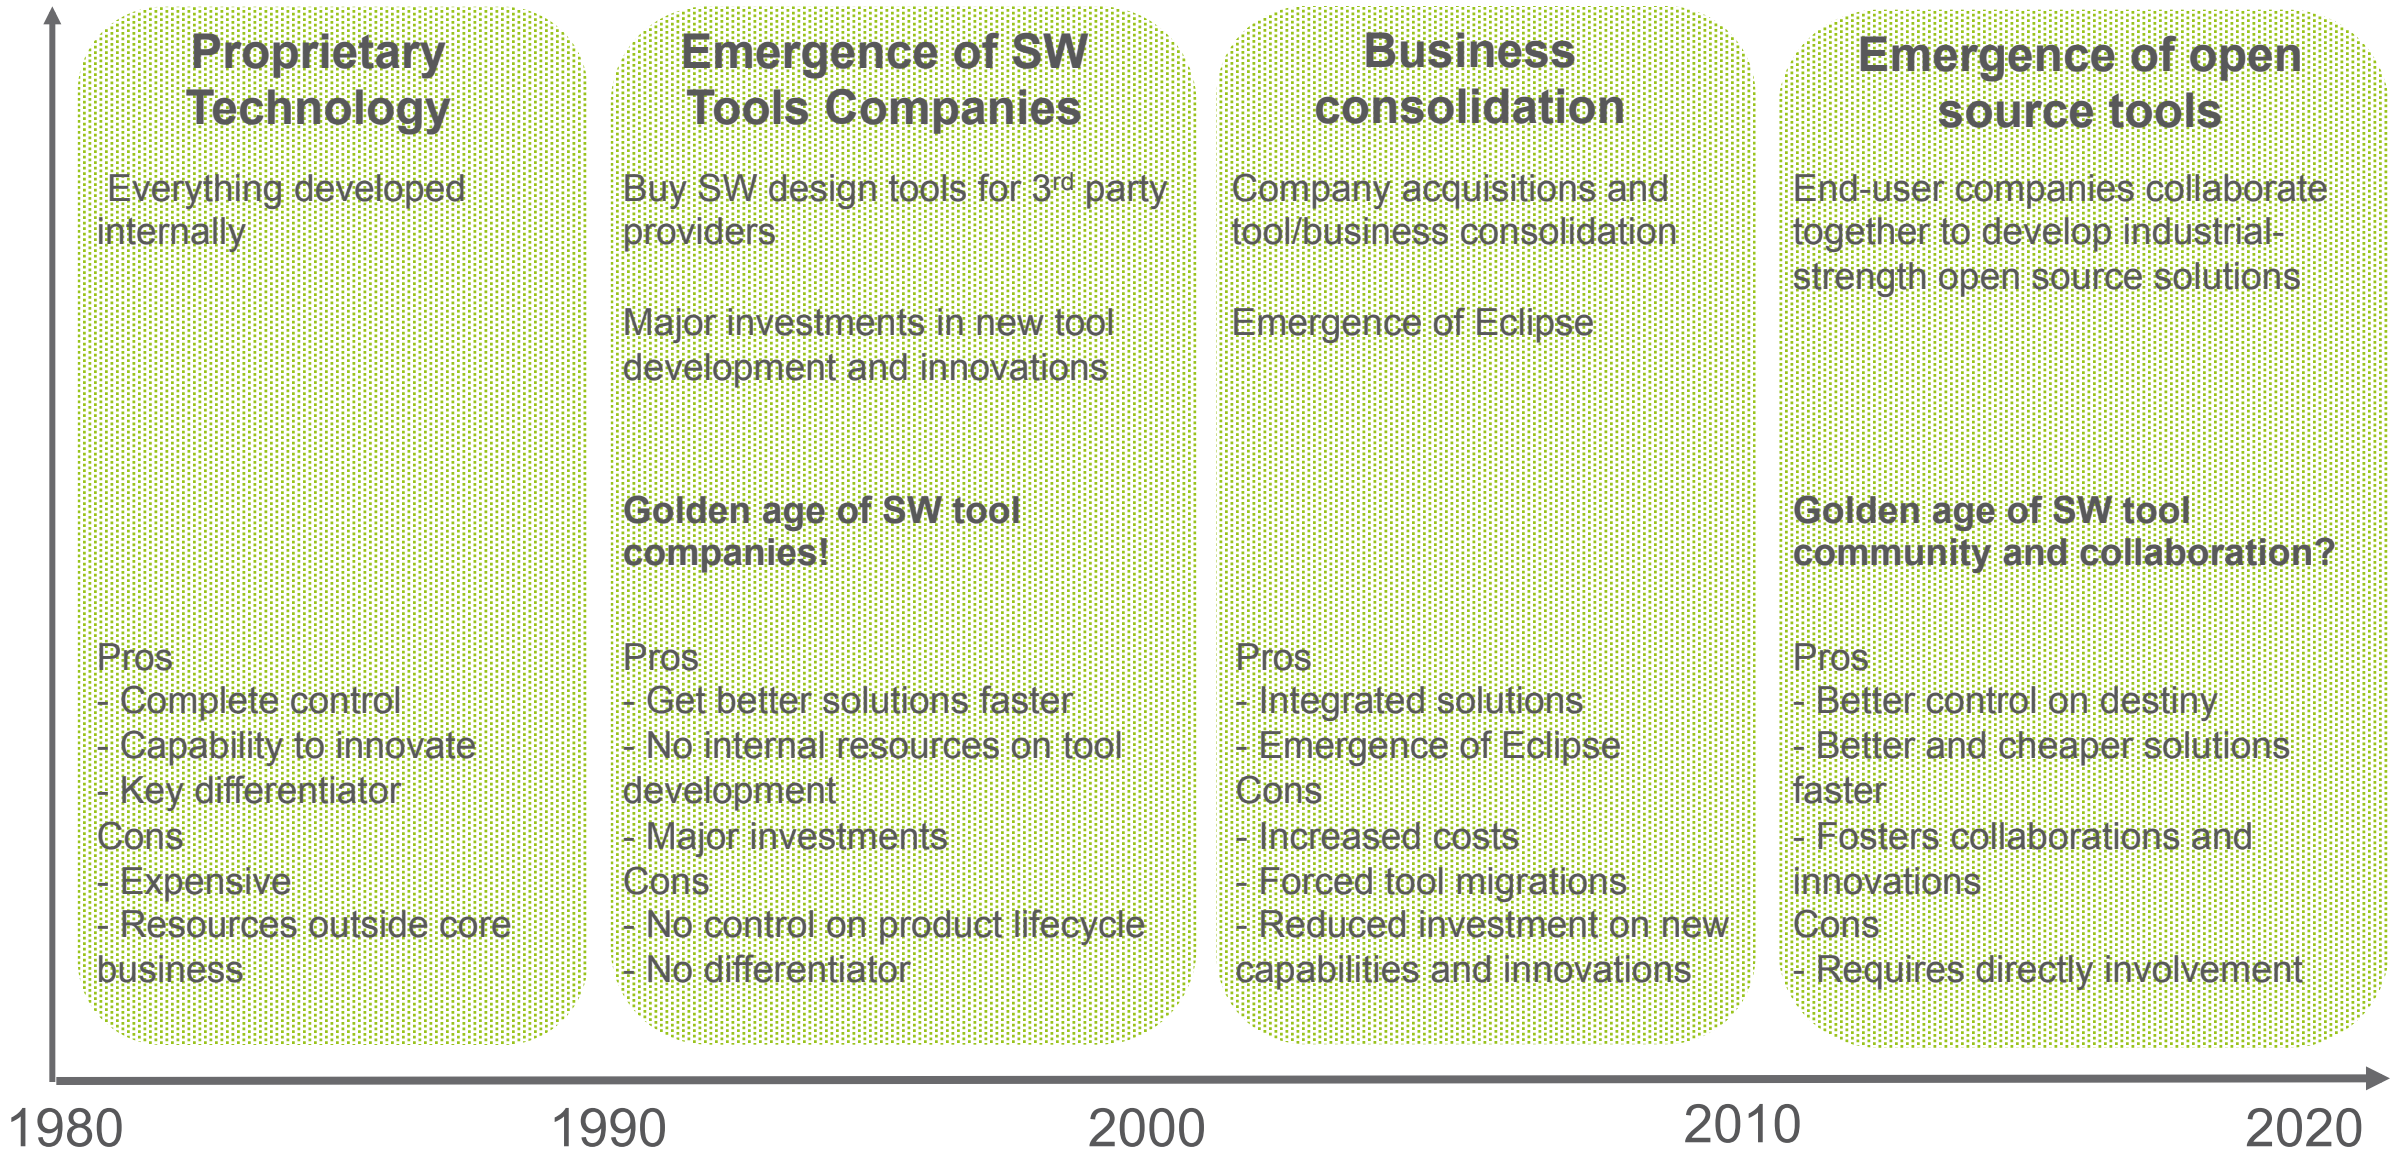 Proprietary
Technology
Everything developed
internally
Pros
- Complete control
- Capability to innovate
- Key differentiator
Cons
- Expensive
- Resources outside core
business
Emergence of SW
Tools Companies
Buy SW design tools for 3rd party
providers
Major investments in new tool
development and innovations
Golden age of SW tool
companies!
Pros
- Get better solutions faster
- No internal resources on tool
development
- Major investments
Cons
- No control on product lifecycle
- No differentiator
Business
consolidation
Company acquisitions and
tool/business consolidation
Emergence of Eclipse
Pros
- Integrated solutions
- Emergence of Eclipse
Cons
- Increased costs
- Forced tool migrations
- Reduced investment on new
capabilities and innovations
Emergence of open
source tools
End-user companies collaborate
together to develop industrial-
strength open source solutions
Golden age of SW tool
community and collaboration?
Pros
- Better control on destiny
- Better and cheaper solutions
faster
- Fosters collaborations and
innovations
Cons
- Requires directly involvement
1980
1990
2000
2010
2020